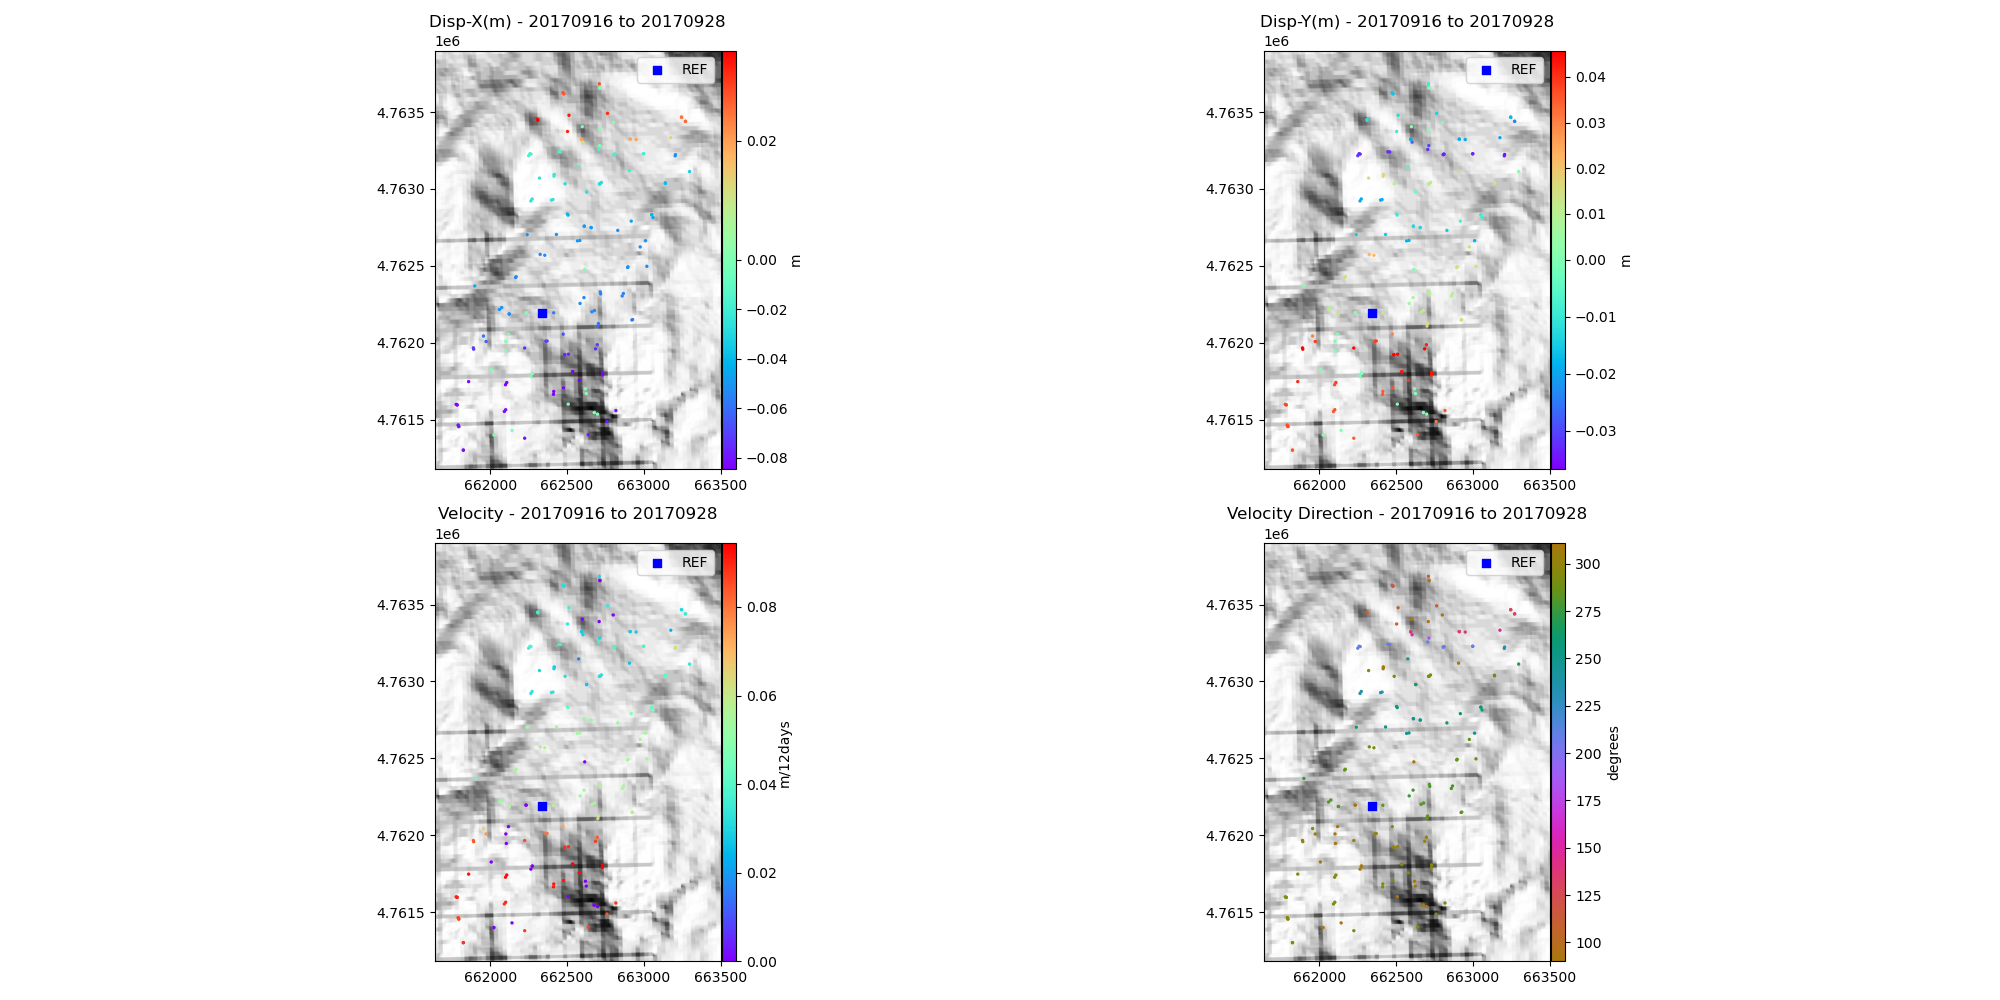 Disp-X(m) - 20170916 to 20170928
1e6
REF
4.7635
4.7630
4.7625
4.7620
4.7615
662000 662500 663000 663500
0.02
0.00
−0.02
−0.04
−0.06
−0.08
m
Disp-Y(m) - 20170916 to 20170928
1e6
REF
4.7635
4.7630
4.7625
4.7620
4.7615
662000 662500 663000 663500
0.04
0.03
0.02
0.01
0.00
−0.01
−0.02
−0.03
m
Velocity - 20170916 to 20170928
1e6
REF
4.7635
4.7630
4.7625
4.7620
4.7615
662000 662500 663000 663500
0.08
0.06
0.04
0.02
0.00
m/12days
Velocity Direction - 20170916 to 20170928
1e6
REF
4.7635
4.7630
4.7625
4.7620
4.7615
662000 662500 663000 663500
300
275
250
225
200
175
150
125
100
degrees